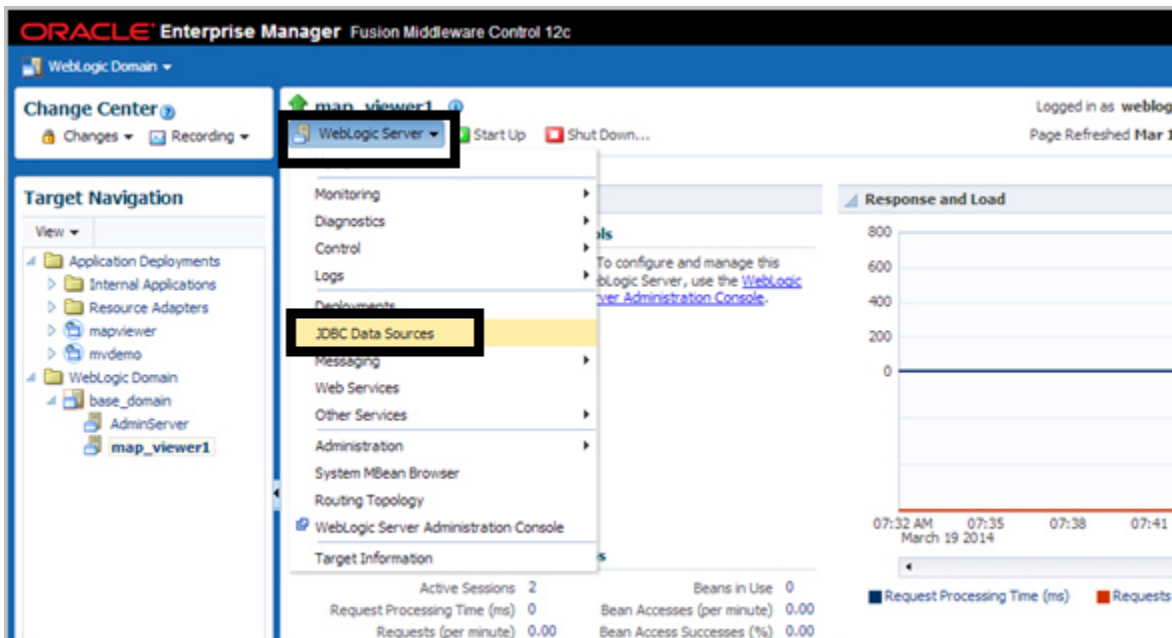 ORACLE Enterprise Manager Fusion Middleware Control 12c
WebLogic Domain
Change Center
Changes Recording
Target Navigation
View
Application Deployments
Internal Applications
Resource Adapters
mapviewer
mvdemo
WebLogic Domain
base_domain
AdminServer
map_viewer1
map_viewer1
Logged in as weblog
WebLogic Server Start Up Shut Down...
Page Refreshed Mar 1
Monitoring
Diagnostics
Control
Logs
Deployments
JDBC Data Sources
Messaging
Web Services
Other Services
Administration
System MBean Browser
Routing Topology
WebLogic Server Administration Console
Target Information
To configure and manage this
WebLogic
Administration Console.
Response and Load
800
600
400
200
0
07:32 AM 07:35 07:38 07:41
March 19 2014
Request Processing Time (ms) Requests
Active Sessions 2 Beans in Use 0
Request Processing Time (ms) 0 Bean Accesses (per minute) 0.00
Requests (per minute) 0.00 Bean Access Successes (%) 0.00